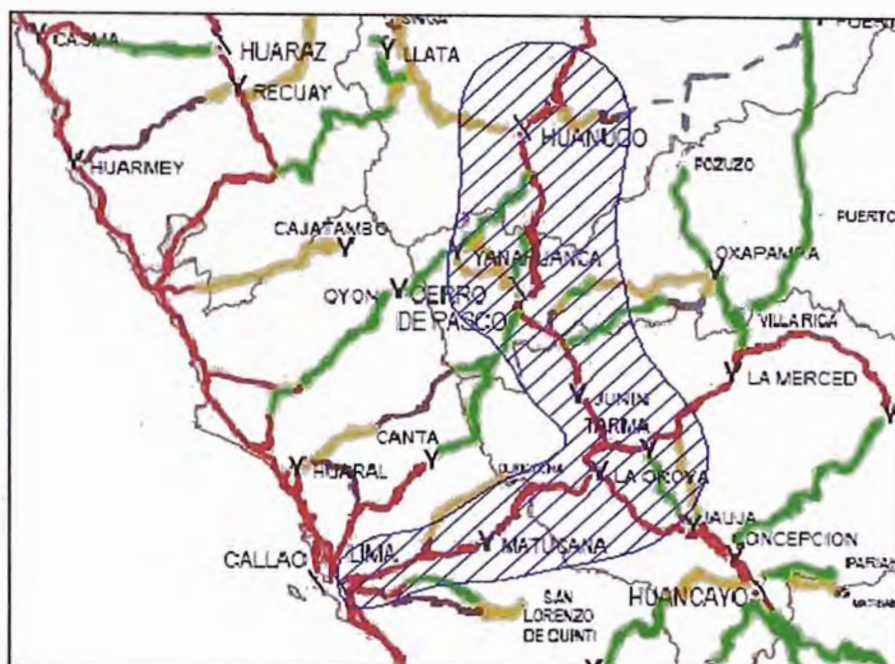 CASMA
HUARAZ
LLATA
RECUAY
HUANUCO
HUARMEY
POZUZO
CAJATAMBO
YANAHUANCA
OXAPAMPA
PUERTO
OYON
CERRO
DE PASCO
VILLA RICA
LA MERCED
JUNIN
TARMA
CANTA
HUARAL
LA OROYA
JAUJA
LIMA
MATUSANA
CONCEPCION
CALLAO
SAN
LORENZO
DE QUINTI
HUANCAYO